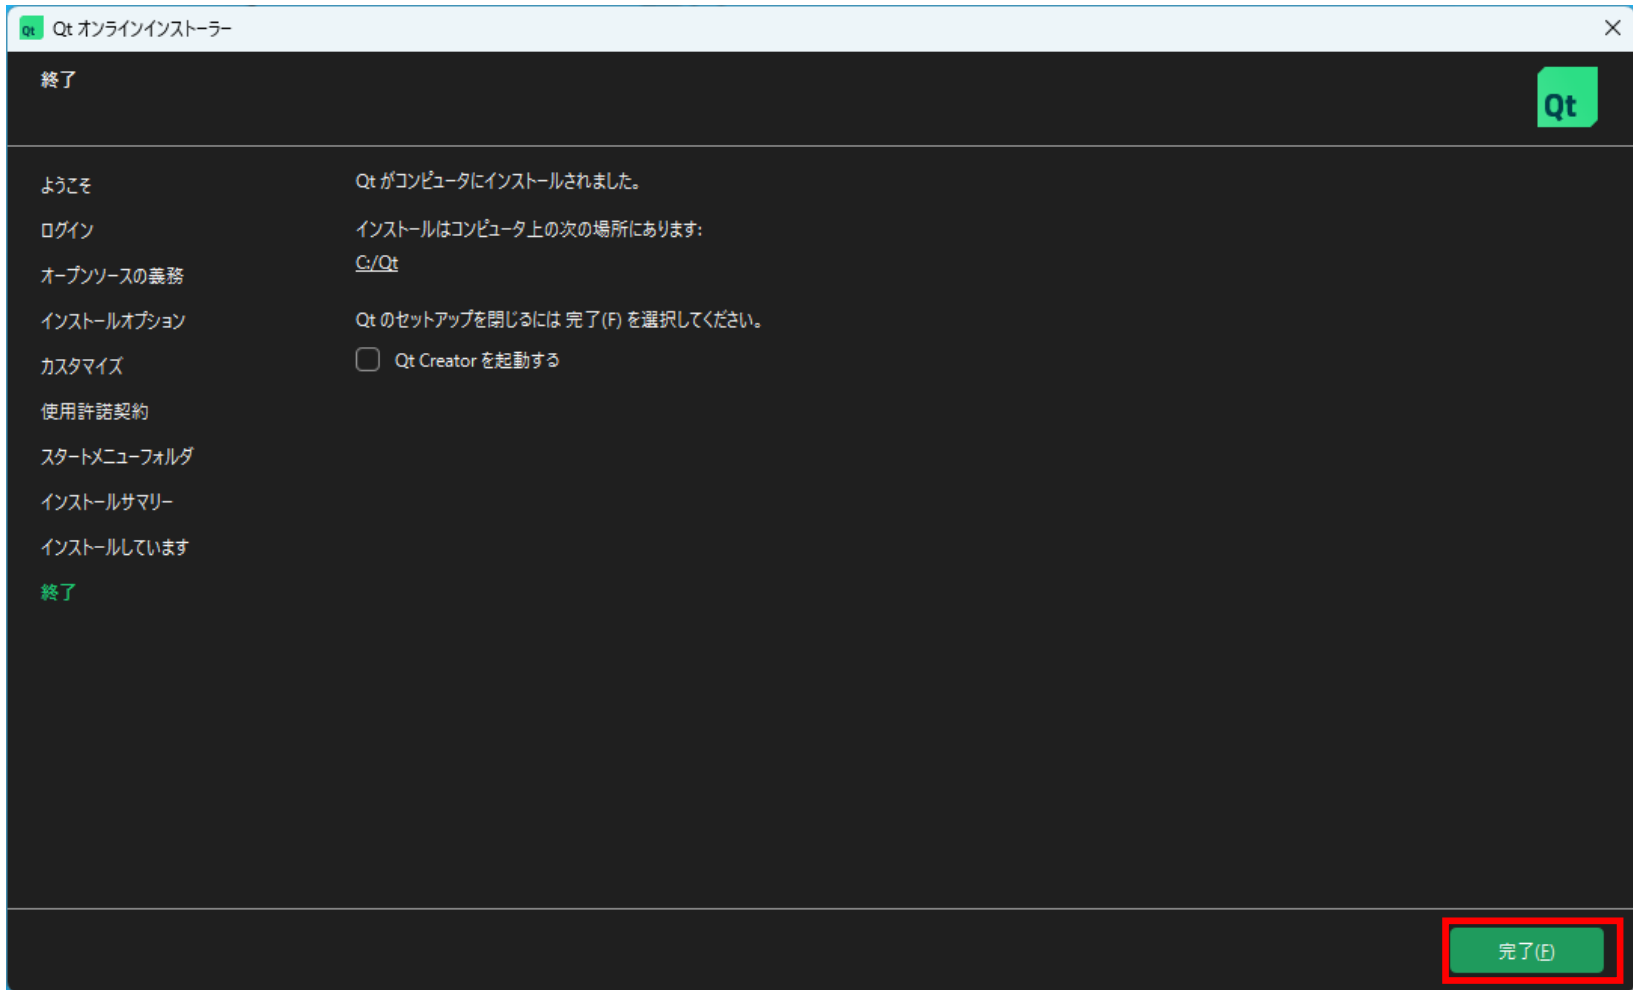 Qt Qt オンラインインストーラー
終了
Qt
ようこそ
ログイン
オープンソースの義務
インストールオプション
カスタマイズ
使用許諾契約
スタートメニューフォルダ
インストールサマリー
インストールしています
終了
Qt がコンピュータにインストールされました。
インストールはコンピュータ上の次の場所にあります:
C:/Qt
Qt のセットアップを閉じるには 完了(F) を選択してください。
Qt Creator を起動する
完了(F)